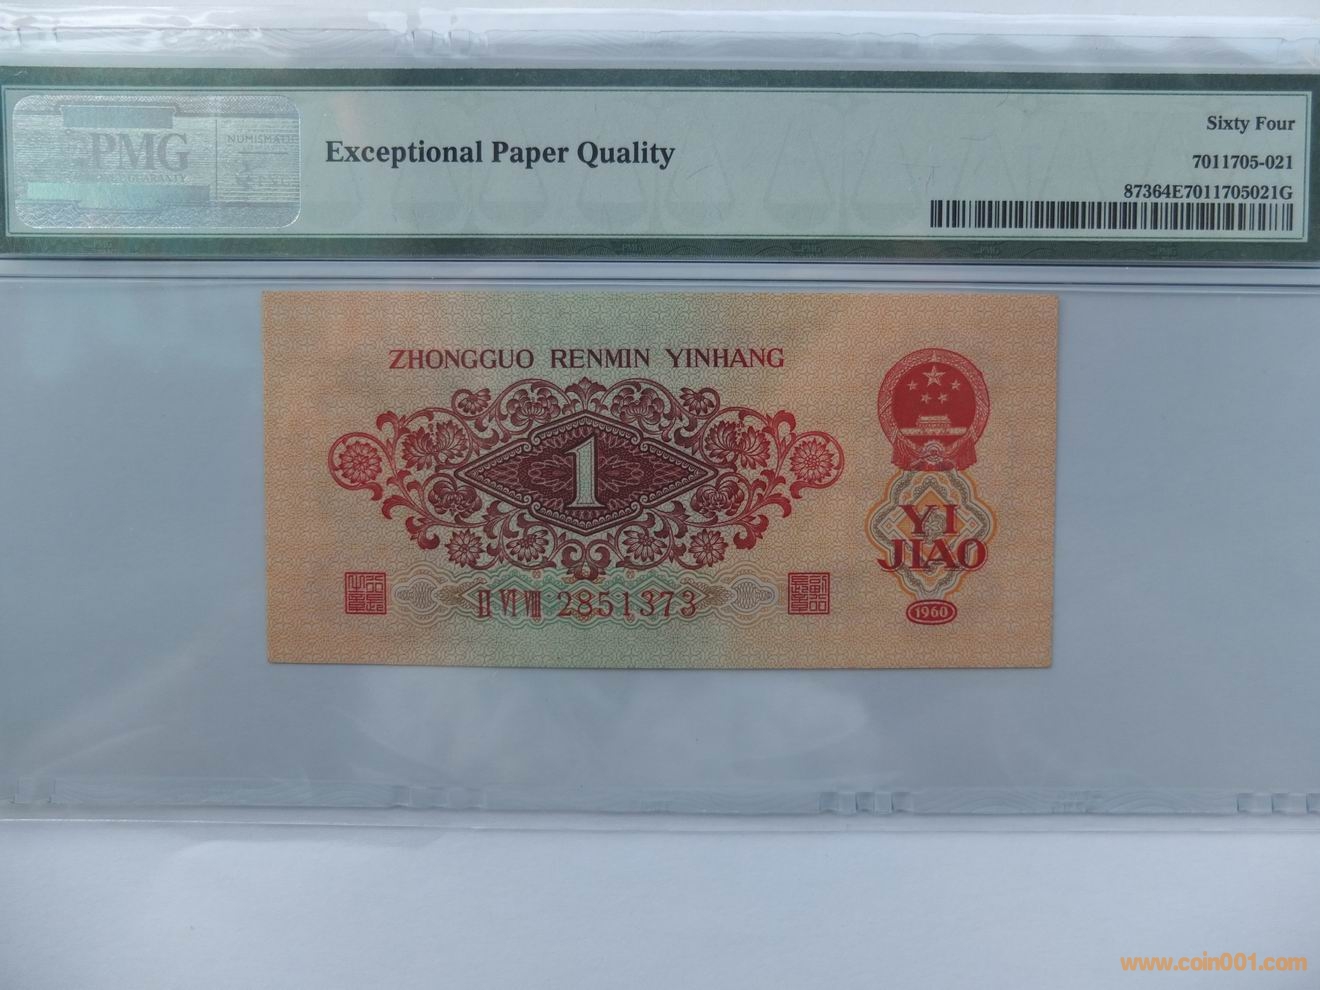 PMG
NUMISMATIC
Exceptional Paper Quality
Sixty Four
7011705-021
87364E7011705021G
ZHONGGUO RENMIN YINHANG
1
YI
JIAO
II VI VIII 2851373
1960
www.coin001.com